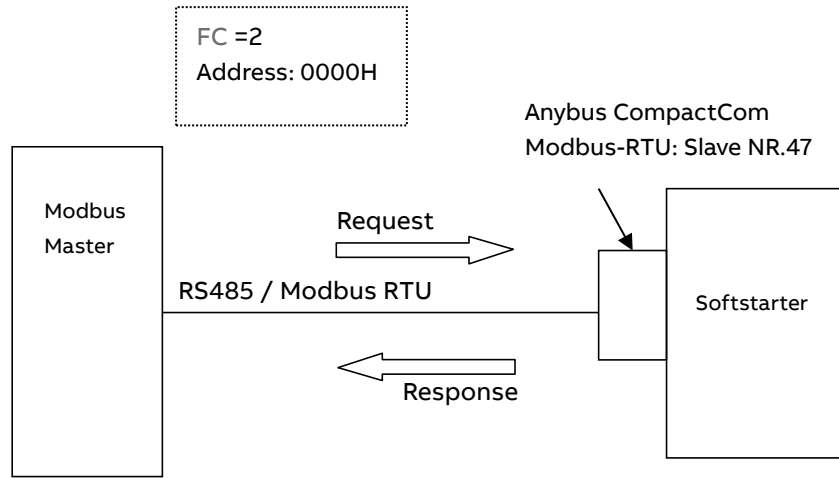 FC =2
Address: 0000H
Anybus CompactCom
Modbus-RTU: Slave NR.47
Modbus
Master
Request
RS485 / Modbus RTU
Softstarter
Response